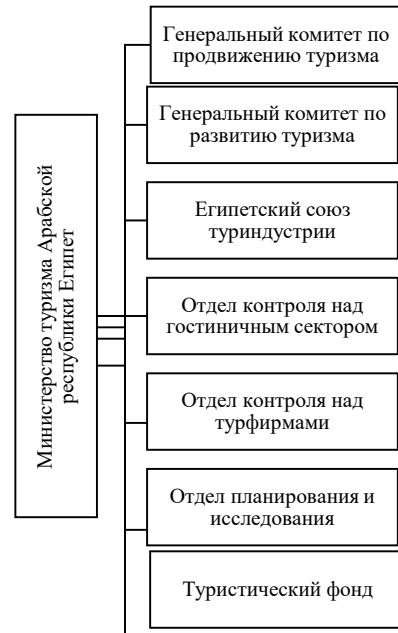 Министерство туризма Арабской
республики Египет
Генеральный комитет по
продвижению туризма
Генеральный комитет по
развитию туризма
Египетский союз
туриндустрии
Отдел контроля над
гостиничным сектором
Отдел контроля над
турфирмами
Отдел планирования и
исследования
Туристический фонд